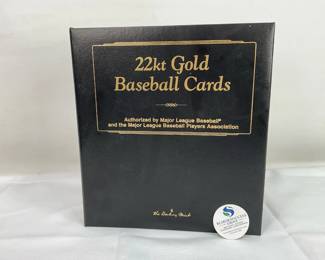 22kt Gold
Baseball Cards
Authorized by Major League Baseball®
and the Major League Baseball Players Association
The Danbury Mint